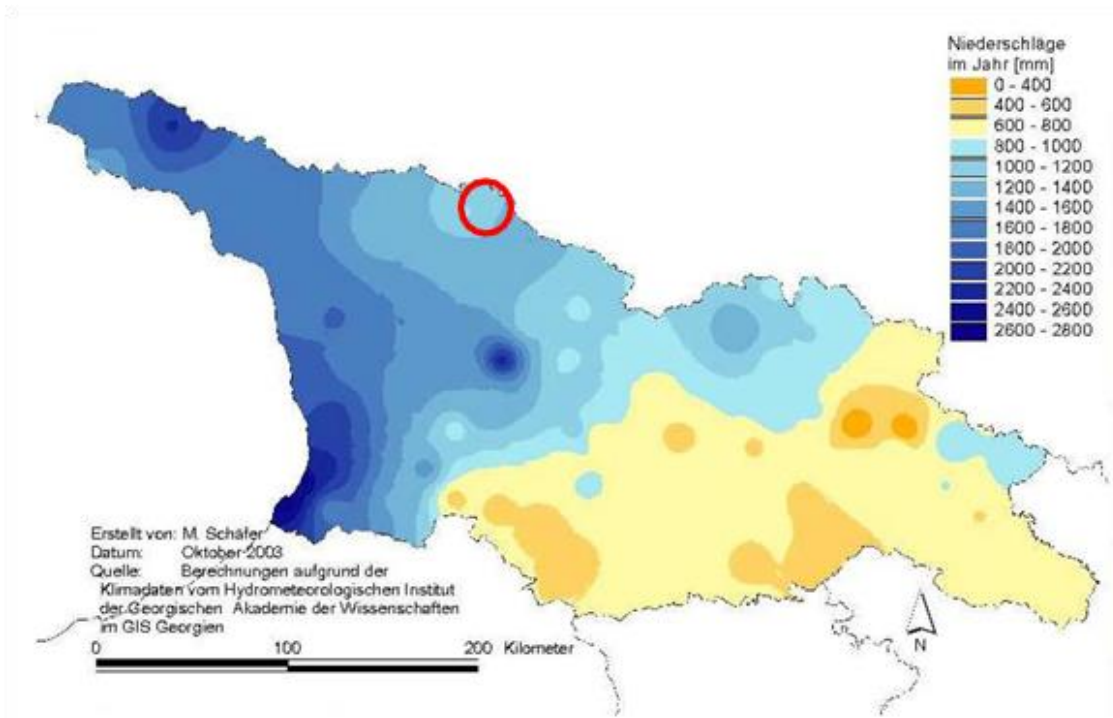 Niederschläge
im Jahr [mm]
0 - 400
400 - 600
600 - 800
800 - 1000
1000 - 1200
1200 - 1400
1400 - 1600
1600 - 1800
1800 - 2000
2000 - 2200
2200 - 2400
2400 - 2600
2600 - 2800
Erstellt von: M. Schäfer
Datum: Oktober 2003
Quelle: Berechnungen aufgrund der
Klimadaten vom Hydrometeorologischen Institut
der Georgischen Akademie der Wissenschaften
im GIS Georgien
0 100 200 Kilometer
N